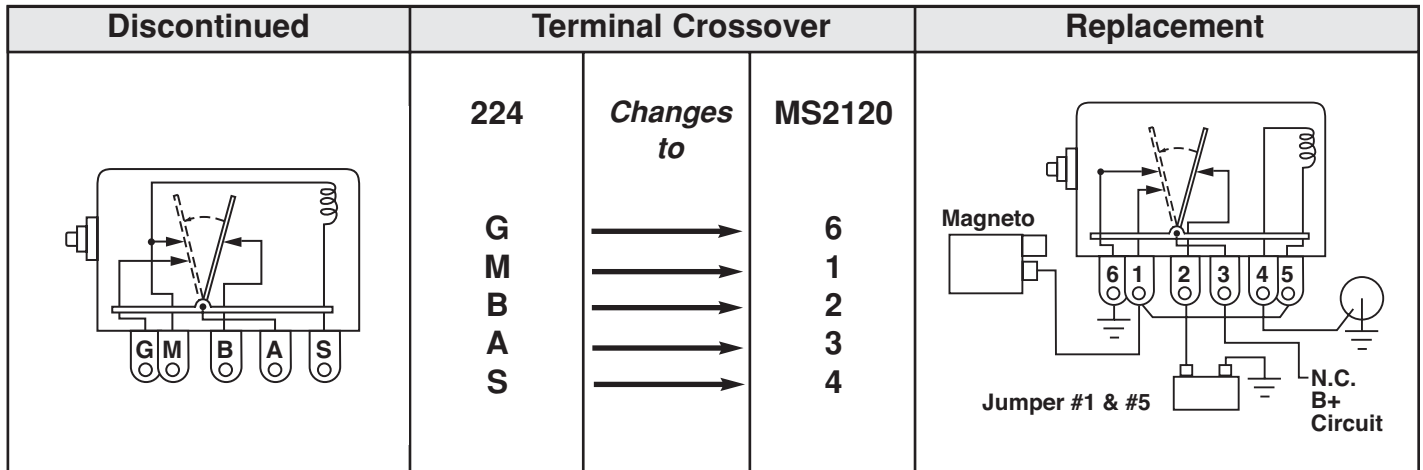 Discontinued
Terminal Crossover
Replacement
224
Changes
to
MS2120
G
6
M
1
B
2
A
3
S
4
G M B A S
Magneto
6 1 2 3 4 5
Jumper #1 & #5
N.C.
B+
Circuit